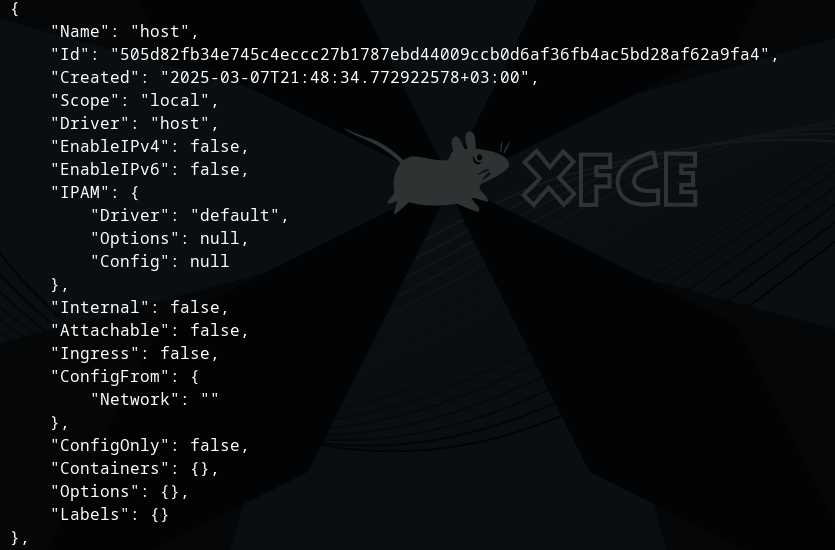 {
    "Name": "host",
    "Id": "505d82fb34e745c4eccc27b1787ebd44009ccb0d6af36fb4ac5bd28af62a9fa4",
    "Created": "2025-03-07T21:48:34.772922578+03:00",
    "Scope": "local",
    "Driver": "host",
    "EnableIPv4": false,
    "EnableIPv6": false,
    "IPAM": {
        "Driver": "default",
        "Options": null,
        "Config": null
    },
    "Internal": false,
    "Attachable": false,
    "Ingress": false,
    "ConfigFrom": {
        "Network": ""
    },
    "ConfigOnly": false,
    "Containers": {},
    "Options": {},
    "Labels": {}
},
XFCE